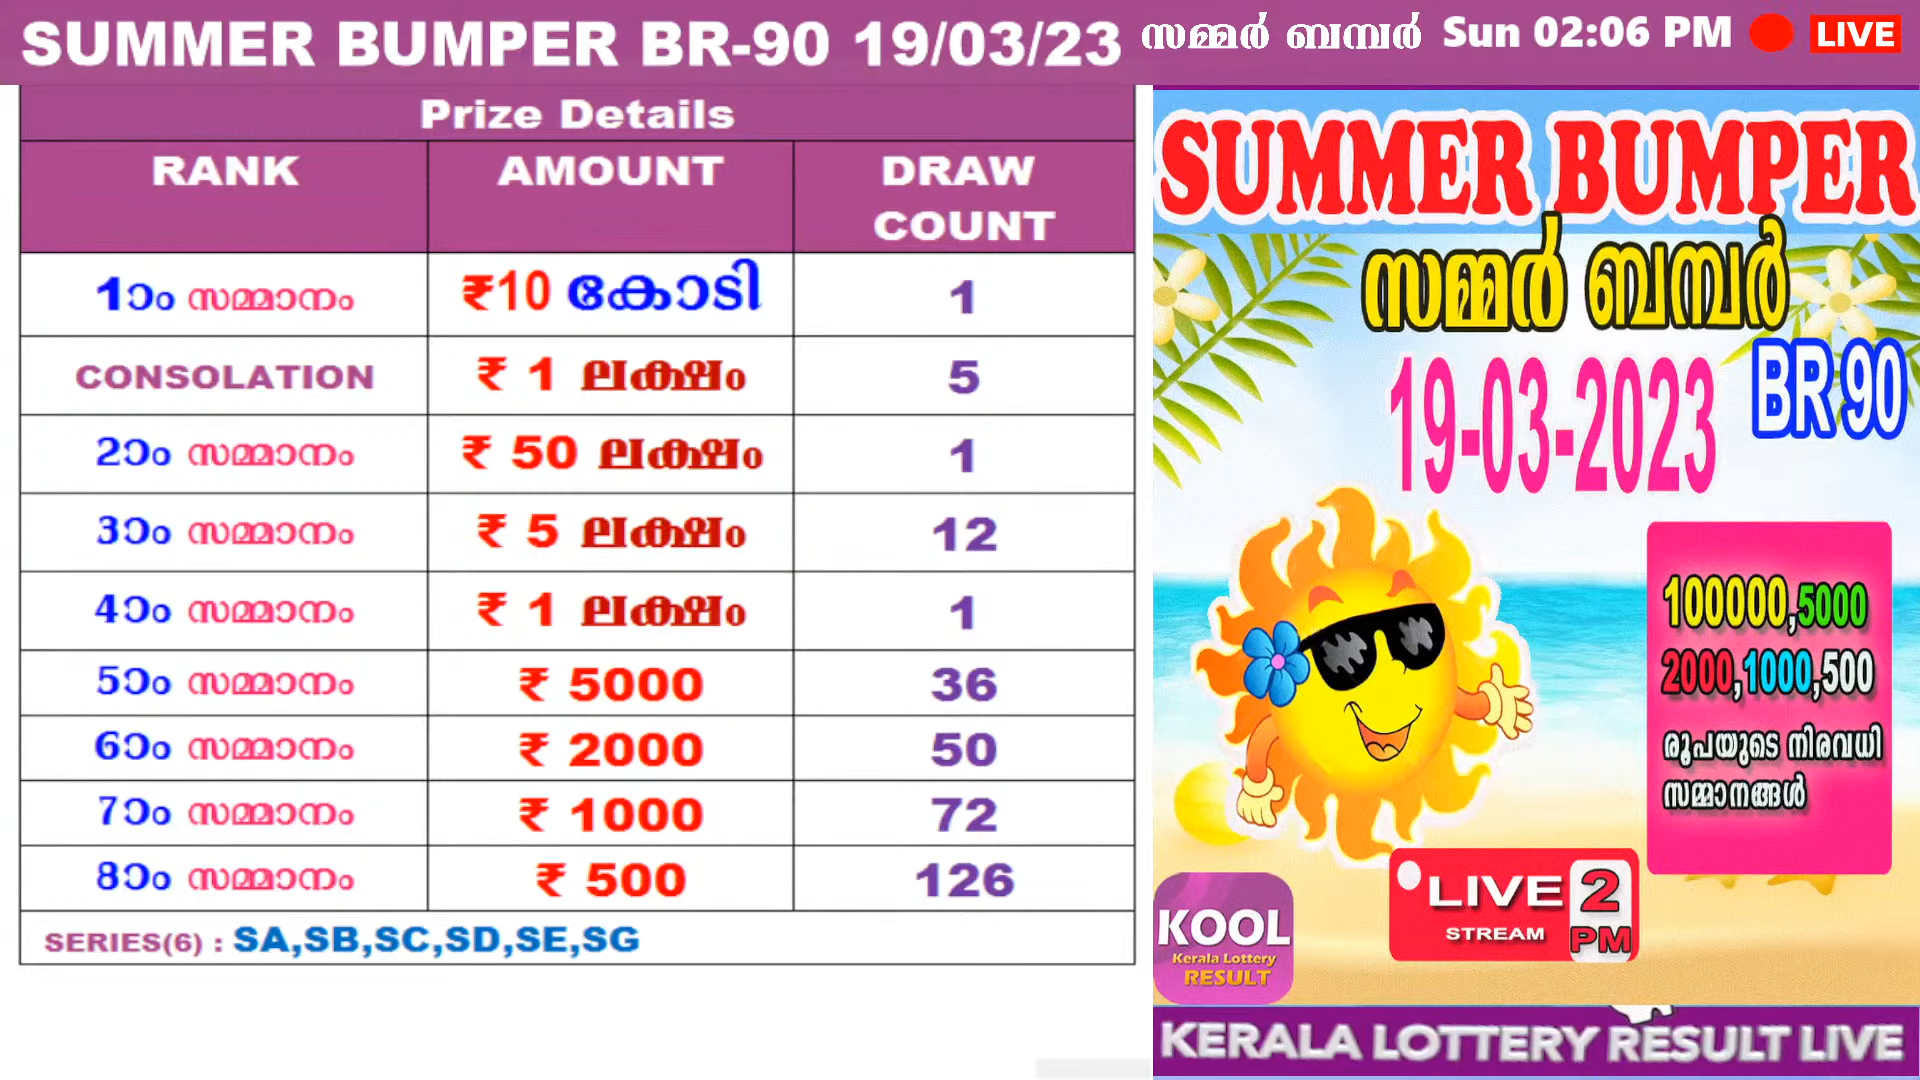 SUMMER BUMPER BR-90 19/03/23 സമ്മർ ബമ്പർ Sun 02:06 PM LIVE
Prize Details
RANK AMOUNT DRAW COUNT
1ാം സമ്മാനം ₹10 കോടി 1
CONSOLATION ₹ 1 ലക്ഷം 5
2ാം സമ്മാനം ₹ 50 ലക്ഷം 1
3ാം സമ്മാനം ₹ 5 ലക്ഷം 12
4ാം സമ്മാനം ₹ 1 ലക്ഷം 1
5ാം സമ്മാനം ₹ 5000 36
6ാം സമ്മാനം ₹ 2000 50
7ാം സമ്മാനം ₹ 1000 72
8ാം സമ്മാനം ₹ 500 126
SERIES(6) : SA,SB,SC,SD,SE,SG
SUMMER BUMPER
സമ്മർ ബമ്പർ
BR 90
19-03-2023
100000,5000
2000,1000,500
രൂപയുടെ നിരവധി
സമ്മാനങ്ങൾ
LIVE 2
STREAM PM
KOOL
Kerala Lottery
RESULT
KERALA LOTTERY RESULT LIVE